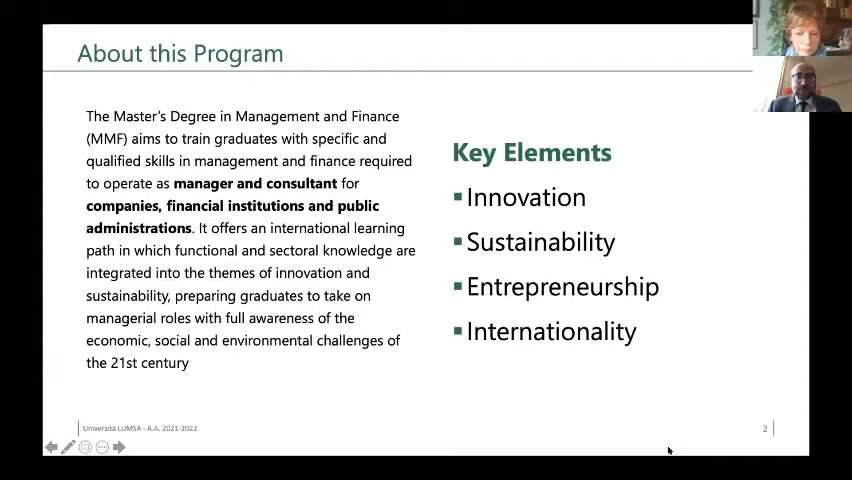 About this Program
The Master's Degree in Management and Finance
(MMF) aims to train graduates with specific and
qualified skills in management and finance required
to operate as manager and consultant for
companies, financial institutions and public
administrations. It offers an international learning
path in which functional and sectoral knowledge are
integrated into the themes of innovation and
sustainability, preparing graduates to take on
managerial roles with full awareness of the
economic, social and environmental challenges of
the 21st century
Key Elements
▪Innovation
▪Sustainability
▪Entrepreneurship
▪Internationality
Università LUMSA - A.A. 2021-2022
2